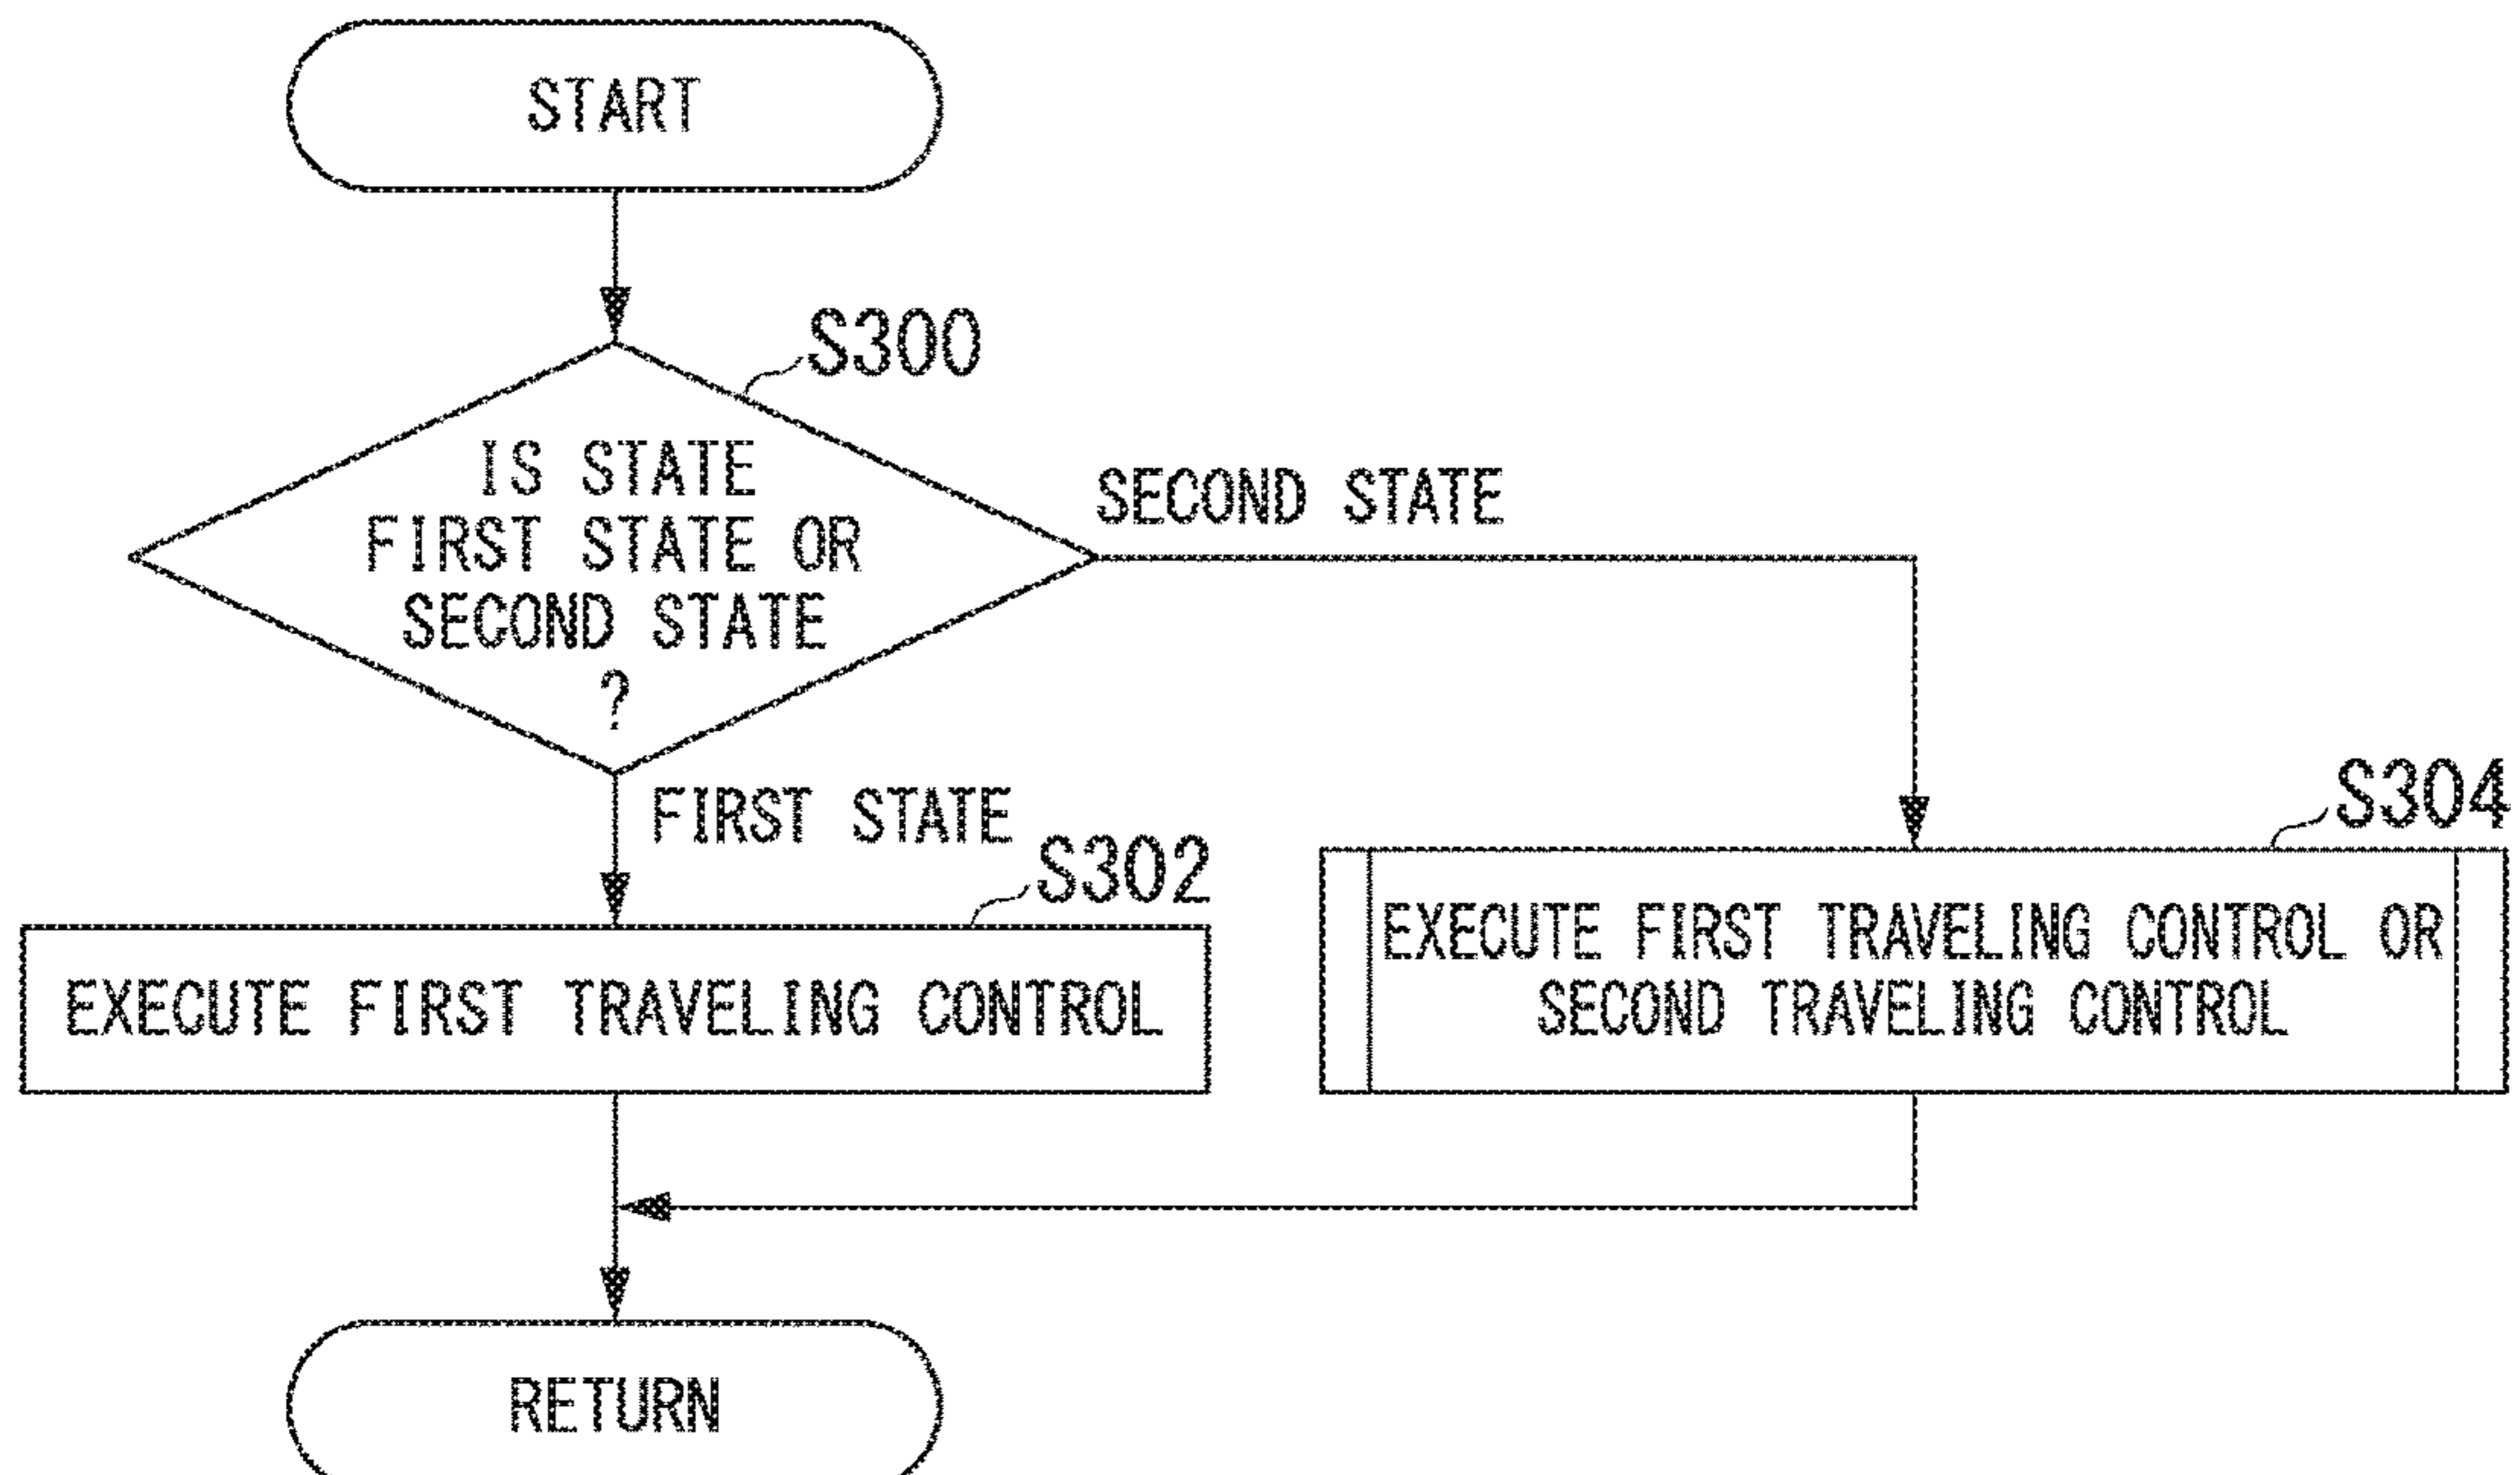 START
S300
IS STATE
FIRST STATE OR
SECOND STATE
?
SECOND STATE
FIRST STATE
S302
EXECUTE FIRST TRAVELING CONTROL
S304
EXECUTE FIRST TRAVELING CONTROL OR
SECOND TRAVELING CONTROL
RETURN